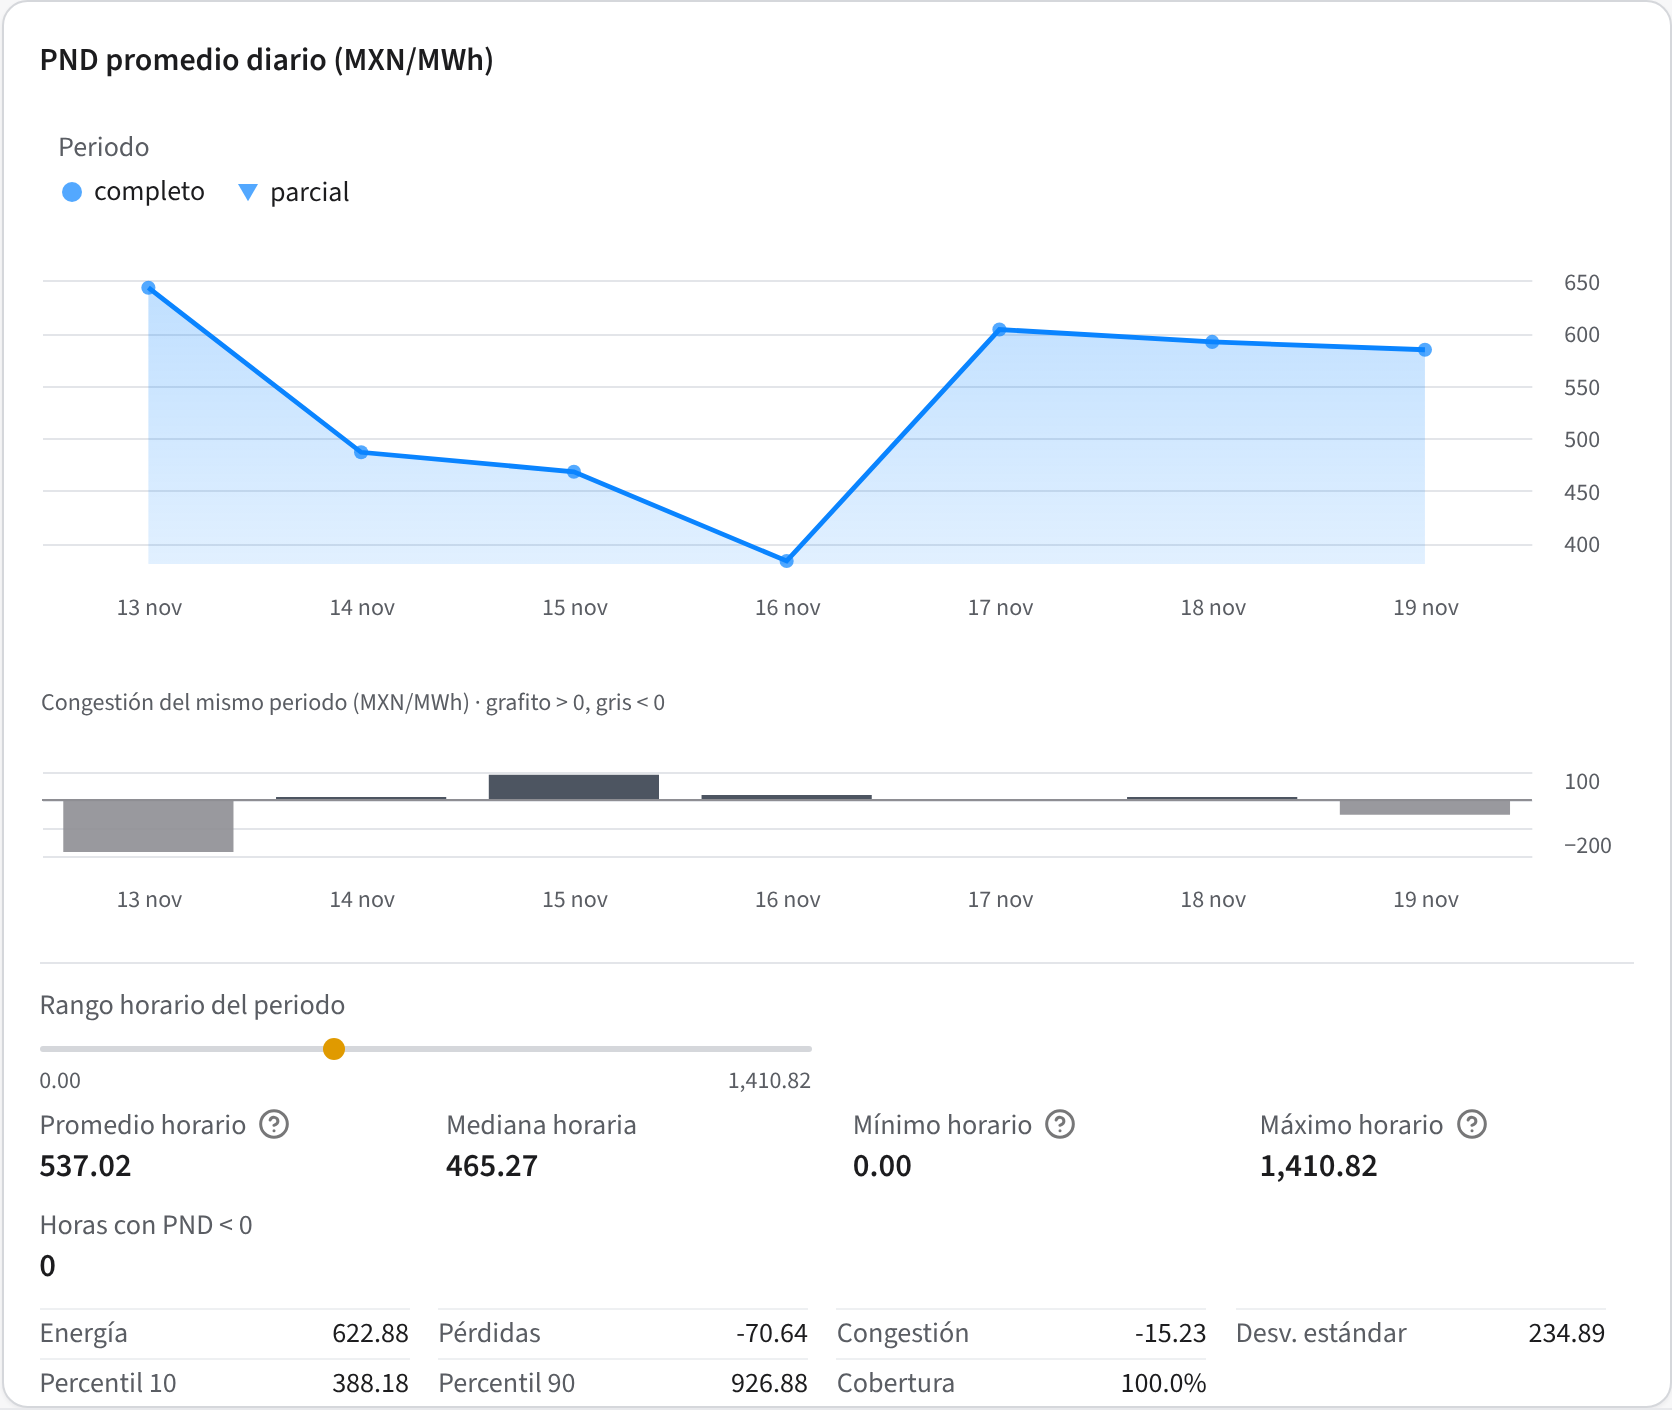 PND promedio diario (MXN/MWh)
Periodo
completo parcial
650
600
550
500
450
400
13 nov 14 nov 15 nov 16 nov 17 nov 18 nov 19 nov
Congestión del mismo periodo (MXN/MWh) · grafito > 0, gris < 0
100
−200
13 nov 14 nov 15 nov 16 nov 17 nov 18 nov 19 nov
Rango horario del periodo
0.00 1,410.82
Promedio horario ? Mediana horaria Mínimo horario ? Máximo horario ?
537.02 465.27 0.00 1,410.82
Horas con PND < 0
0
Energía 622.88 Pérdidas -70.64 Congestión -15.23 Desv. estándar 234.89
Percentil 10 388.18 Percentil 90 926.88 Cobertura 100.0%